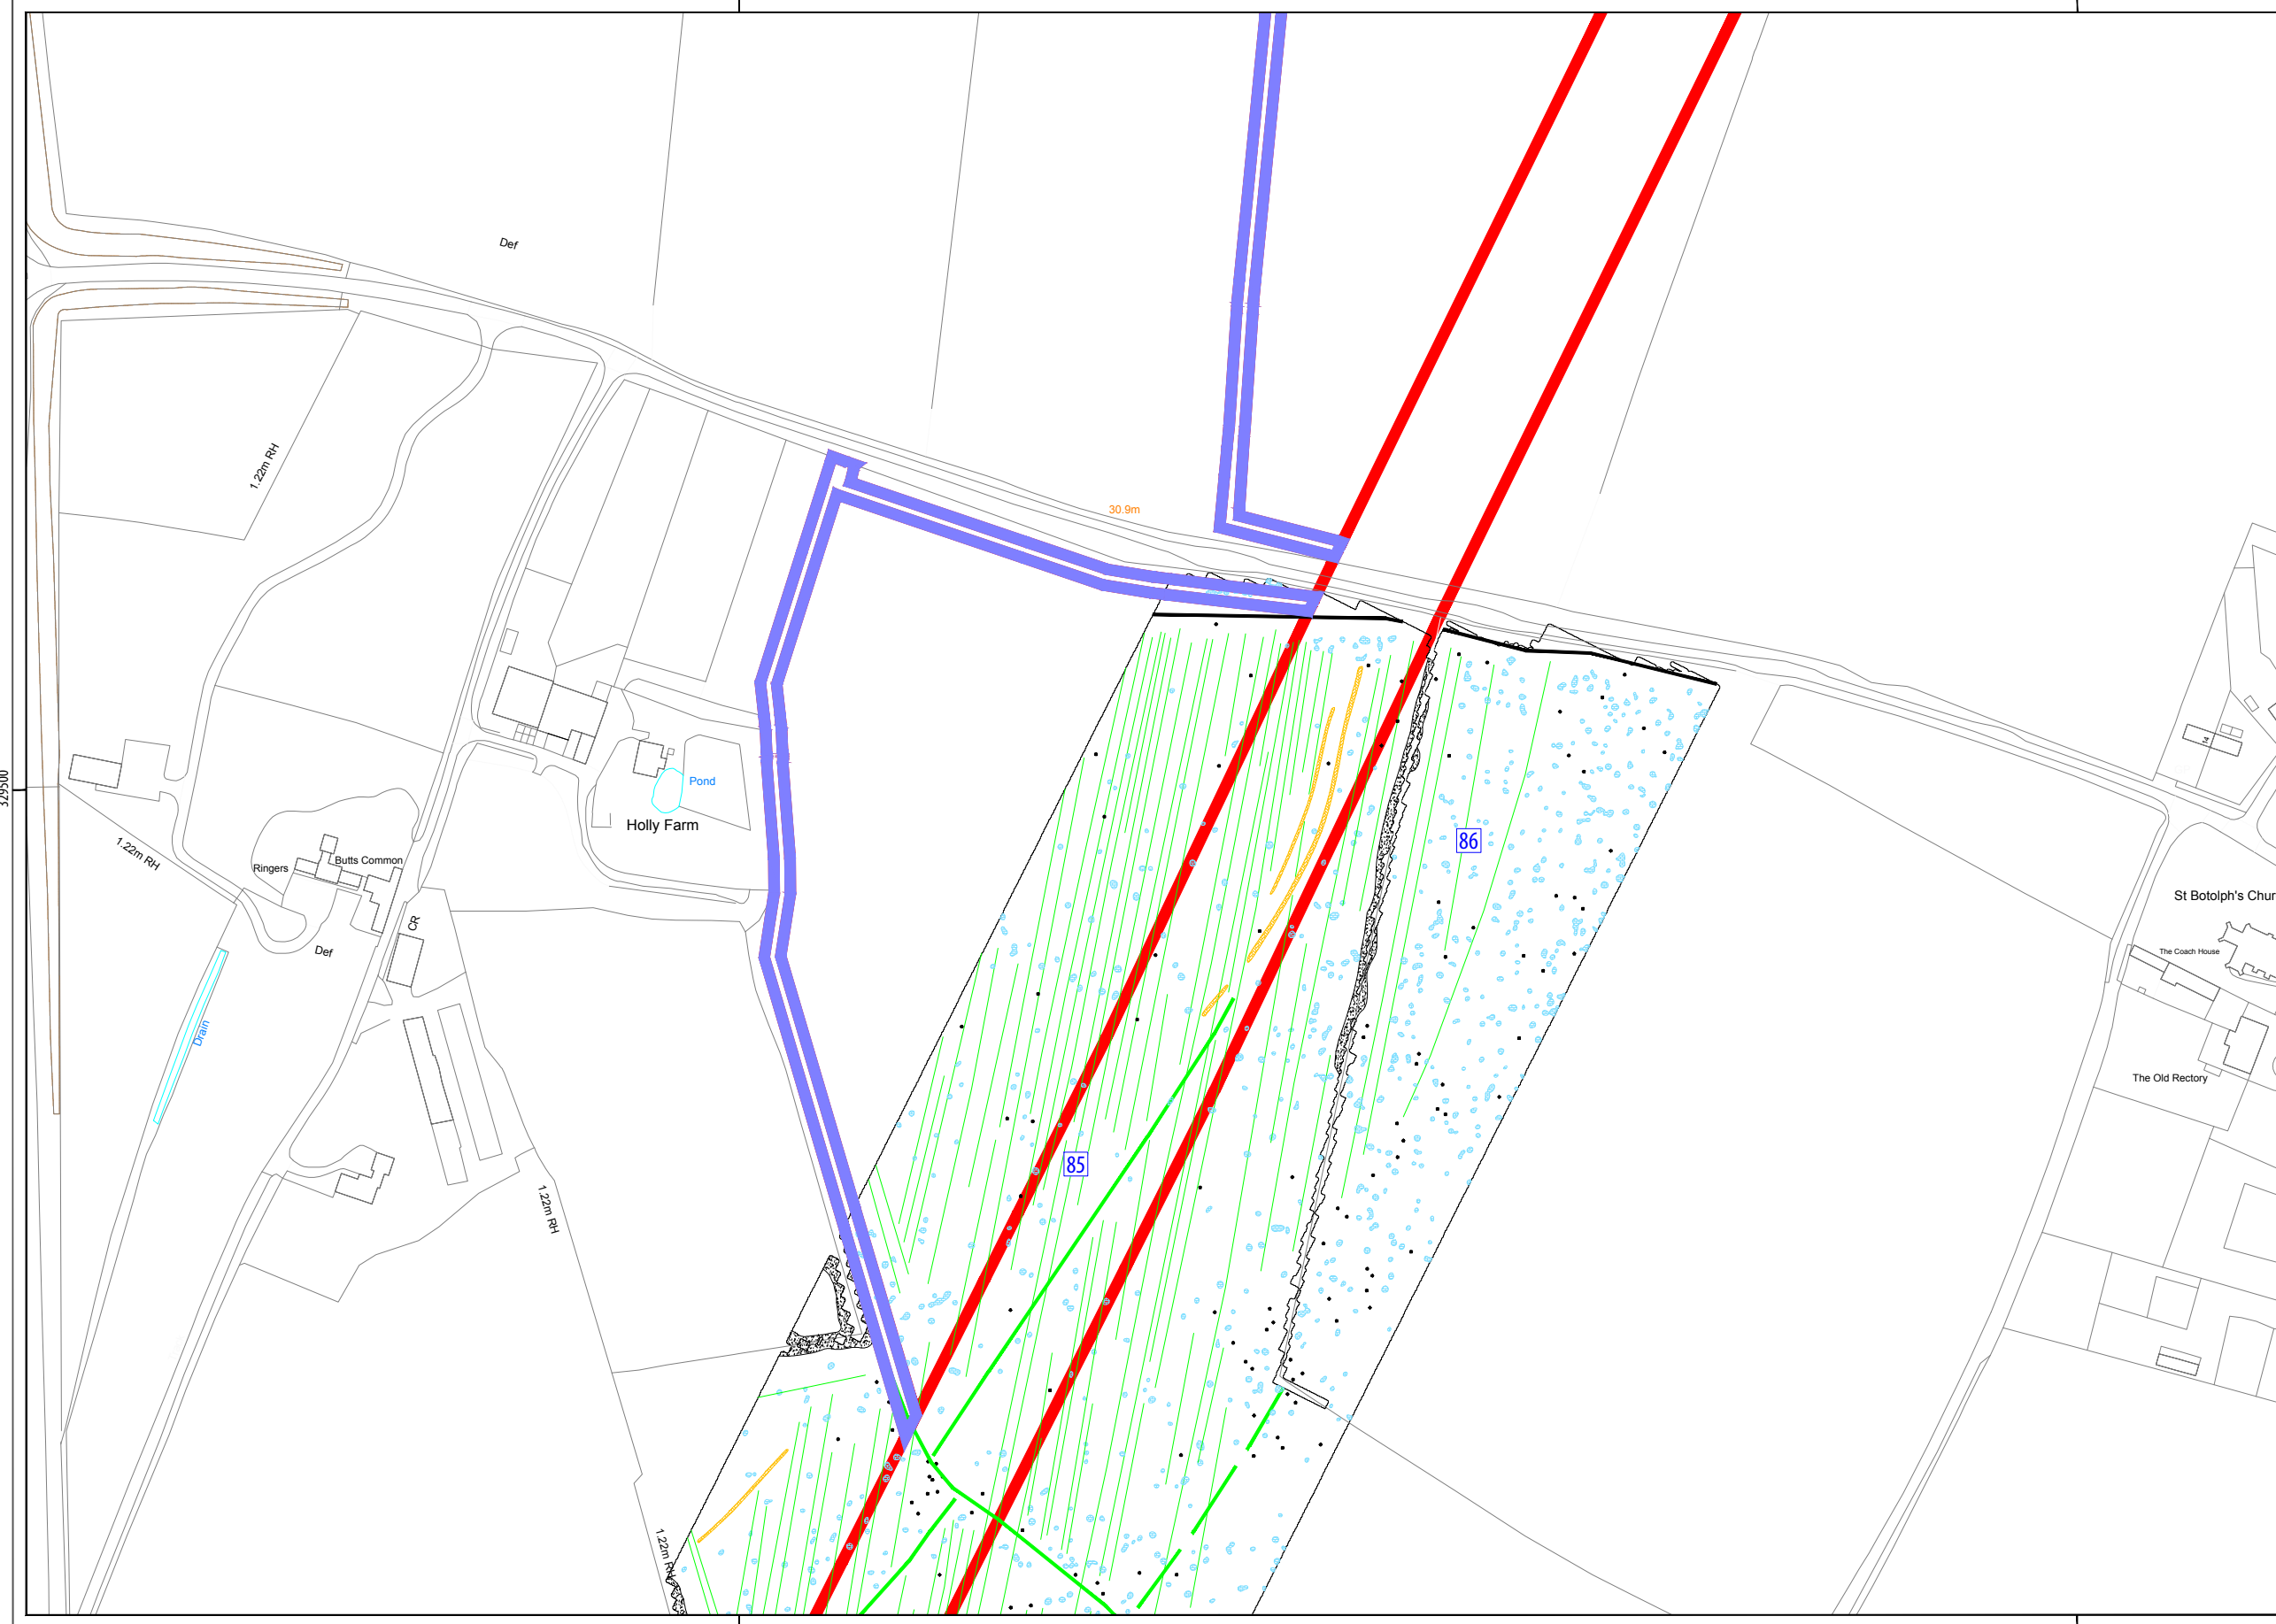 Def
1.22m RH
30.9m
14
329500
Pond
Holly Farm
86
1.22m RH
Butts Common
Ringers
St Botolph's Chur
CR
Def
The Coach House
Drain
The Old Rectory
85
1.22m RH
1.22m RH